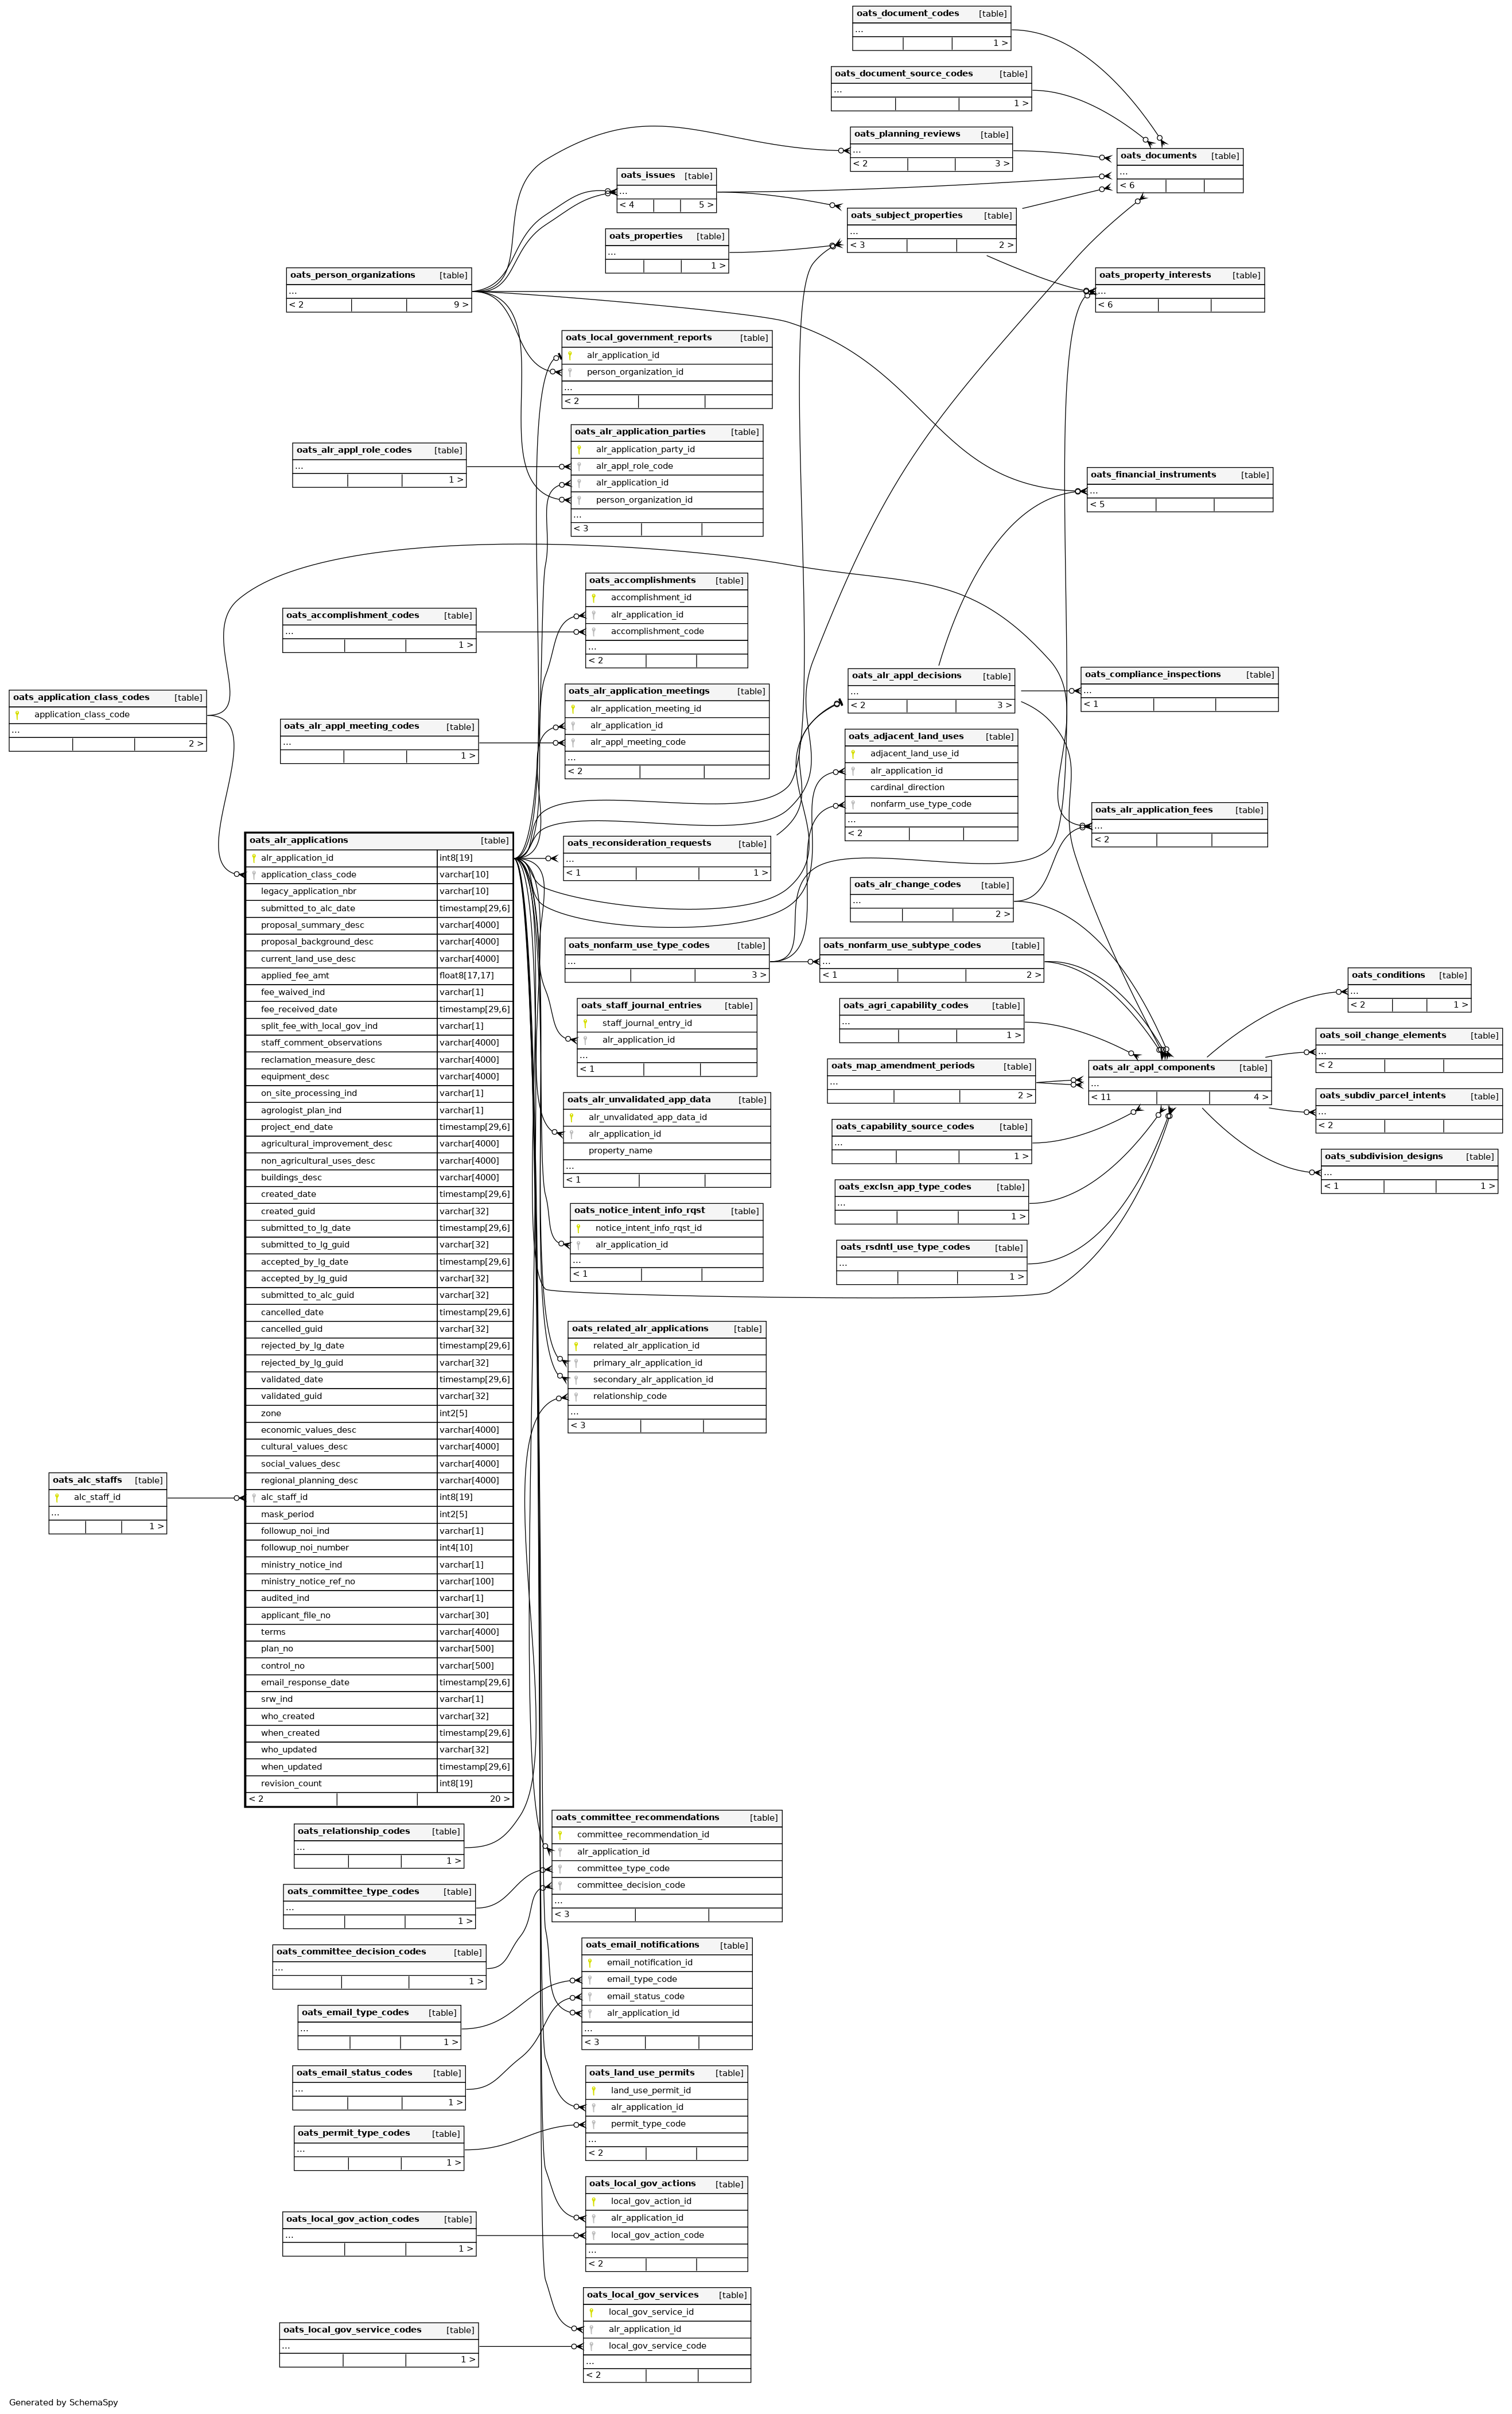 oats_document_codes [table]
...
1 >
oats_document_source_codes [table]
...
1 >
oats_planning_reviews [table]
...
< 2 3 >
oats_documents [table]
...
< 6
oats_issues [table]
...
< 4 5 >
oats_subject_properties [table]
...
< 3 2 >
oats_properties [table]
...
1 >
oats_person_organizations [table]
...
< 2 9 >
oats_property_interests [table]
...
< 6
oats_local_government_reports [table]
alr_application_id
person_organization_id
...
< 2
oats_alr_application_parties [table]
alr_application_party_id
alr_appl_role_code
alr_application_id
person_organization_id
...
< 3
oats_alr_appl_role_codes [table]
...
1 >
oats_financial_instruments [table]
...
< 5
oats_accomplishments [table]
accomplishment_id
alr_application_id
accomplishment_code
...
< 2
oats_accomplishment_codes [table]
...
1 >
oats_application_class_codes [table]
application_class_code
...
2 >
oats_alr_application_meetings [table]
alr_application_meeting_id
alr_application_id
alr_appl_meeting_code
...
< 2
oats_alr_appl_meeting_codes [table]
...
1 >
oats_alr_appl_decisions [table]
...
< 2 3 >
oats_compliance_inspections [table]
...
< 1
oats_adjacent_land_uses [table]
adjacent_land_use_id
alr_application_id
cardinal_direction
nonfarm_use_type_code
...
< 2
oats_alr_application_fees [table]
...
< 2
oats_alr_applications [table]
alr_application_id int8[19]
application_class_code varchar[10]
legacy_application_nbr varchar[10]
submitted_to_alc_date timestamp[29,6]
proposal_summary_desc varchar[4000]
proposal_background_desc varchar[4000]
current_land_use_desc varchar[4000]
applied_fee_amt float8[17,17]
fee_waived_ind varchar[1]
fee_received_date timestamp[29,6]
split_fee_with_local_gov_ind varchar[1]
staff_comment_observations varchar[4000]
reclamation_measure_desc varchar[4000]
equipment_desc varchar[4000]
on_site_processing_ind varchar[1]
agrologist_plan_ind varchar[1]
project_end_date timestamp[29,6]
agricultural_improvement_desc varchar[4000]
non_agricultural_uses_desc varchar[4000]
buildings_desc varchar[4000]
created_date timestamp[29,6]
created_guid varchar[32]
submitted_to_lg_date timestamp[29,6]
submitted_to_lg_guid varchar[32]
accepted_by_lg_date timestamp[29,6]
accepted_by_lg_guid varchar[32]
submitted_to_alc_guid varchar[32]
cancelled_date timestamp[29,6]
cancelled_guid varchar[32]
rejected_by_lg_date timestamp[29,6]
rejected_by_lg_guid varchar[32]
validated_date timestamp[29,6]
validated_guid varchar[32]
zone int2[5]
economic_values_desc varchar[4000]
cultural_values_desc varchar[4000]
social_values_desc varchar[4000]
regional_planning_desc varchar[4000]
alc_staff_id int8[19]
mask_period int2[5]
followup_noi_ind varchar[1]
followup_noi_number int4[10]
ministry_notice_ind varchar[1]
ministry_notice_ref_no varchar[100]
audited_ind varchar[1]
applicant_file_no varchar[30]
terms varchar[4000]
plan_no varchar[500]
control_no varchar[500]
email_response_date timestamp[29,6]
srw_ind varchar[1]
who_created varchar[32]
when_created timestamp[29,6]
who_updated varchar[32]
when_updated timestamp[29,6]
revision_count int8[19]
< 2 20 >
oats_reconsideration_requests [table]
...
< 1 1 >
oats_alr_change_codes [table]
...
2 >
oats_nonfarm_use_type_codes [table]
...
3 >
oats_nonfarm_use_subtype_codes [table]
...
< 1 2 >
oats_staff_journal_entries [table]
staff_journal_entry_id
alr_application_id
...
< 1
oats_agri_capability_codes [table]
...
1 >
oats_conditions [table]
...
< 2 1 >
oats_soil_change_elements [table]
...
< 2
oats_map_amendment_periods [table]
...
2 >
oats_alr_appl_components [table]
...
< 11 4 >
oats_subdiv_parcel_intents [table]
...
< 2
oats_alr_unvalidated_app_data [table]
alr_unvalidated_app_data_id
alr_application_id
property_name
...
< 1
oats_capability_source_codes [table]
...
1 >
oats_subdivision_designs [table]
...
< 1 1 >
oats_exclsn_app_type_codes [table]
...
1 >
oats_notice_intent_info_rqst [table]
notice_intent_info_rqst_id
alr_application_id
...
< 1
oats_rsdntl_use_type_codes [table]
...
1 >
oats_related_alr_applications [table]
related_alr_application_id
primary_alr_application_id
secondary_alr_application_id
relationship_code
...
< 3
oats_alc_staffs [table]
alc_staff_id
...
1 >
oats_relationship_codes [table]
...
1 >
oats_committee_recommendations [table]
committee_recommendation_id
alr_application_id
committee_type_code
committee_decision_code
...
< 3
oats_committee_type_codes [table]
...
1 >
oats_committee_decision_codes [table]
...
1 >
oats_email_notifications [table]
email_notification_id
email_type_code
email_status_code
alr_application_id
...
< 3
oats_email_type_codes [table]
...
1 >
oats_email_status_codes [table]
...
1 >
oats_land_use_permits [table]
land_use_permit_id
alr_application_id
permit_type_code
...
< 2
oats_permit_type_codes [table]
...
1 >
oats_local_gov_actions [table]
local_gov_action_id
alr_application_id
local_gov_action_code
...
< 2
oats_local_gov_action_codes [table]
...
1 >
oats_local_gov_services [table]
local_gov_service_id
alr_application_id
local_gov_service_code
...
< 2
oats_local_gov_service_codes [table]
...
1 >
Generated by SchemaSpy